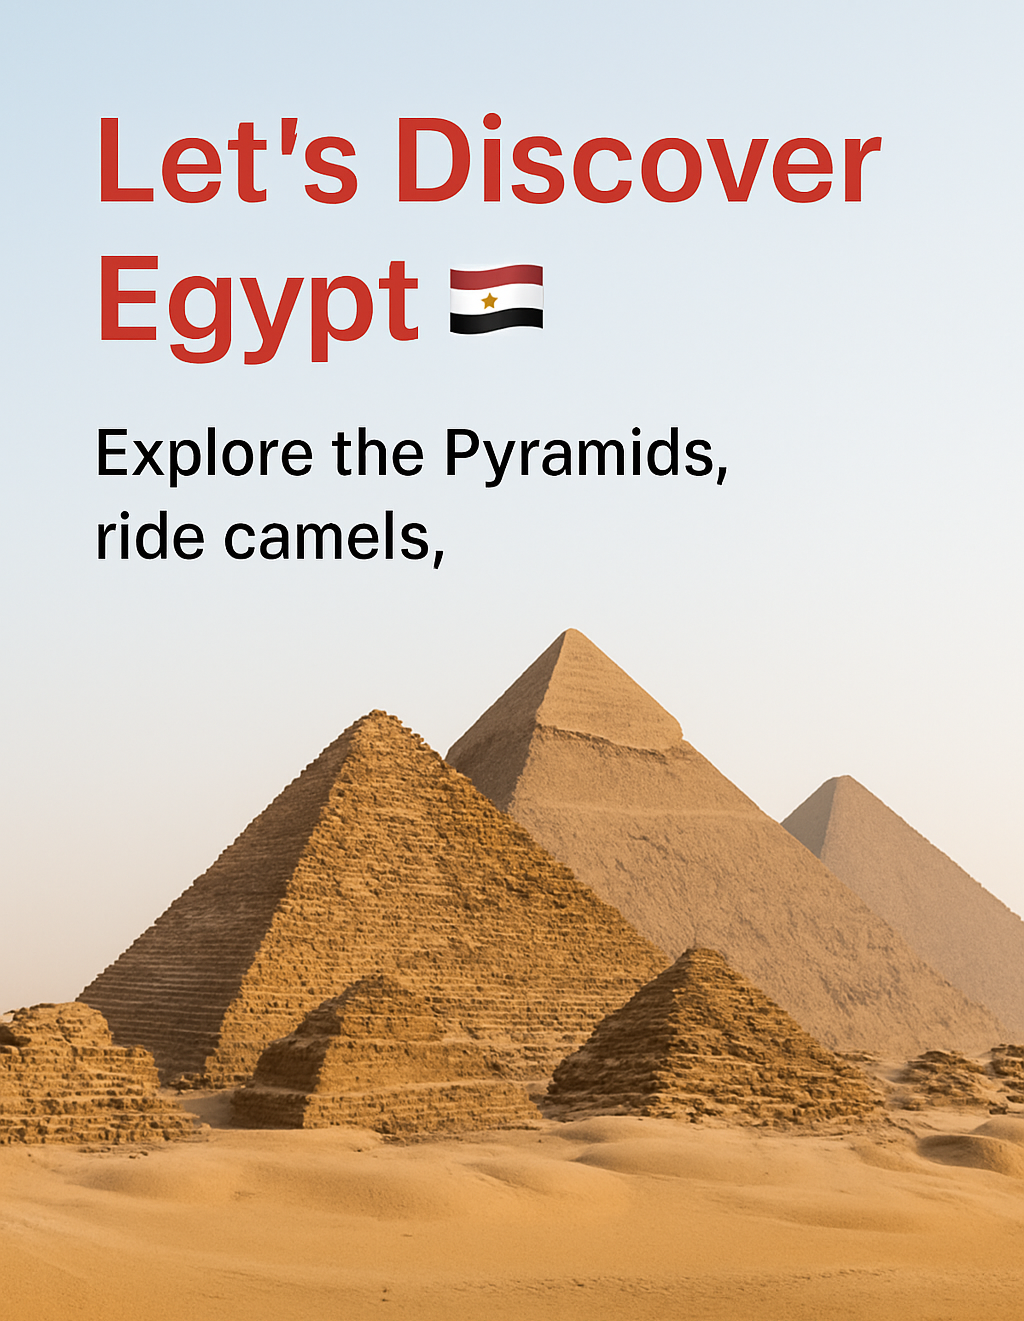 Let's Discover
Egypt 🇪🇬
Explore the Pyramids,
ride camels,